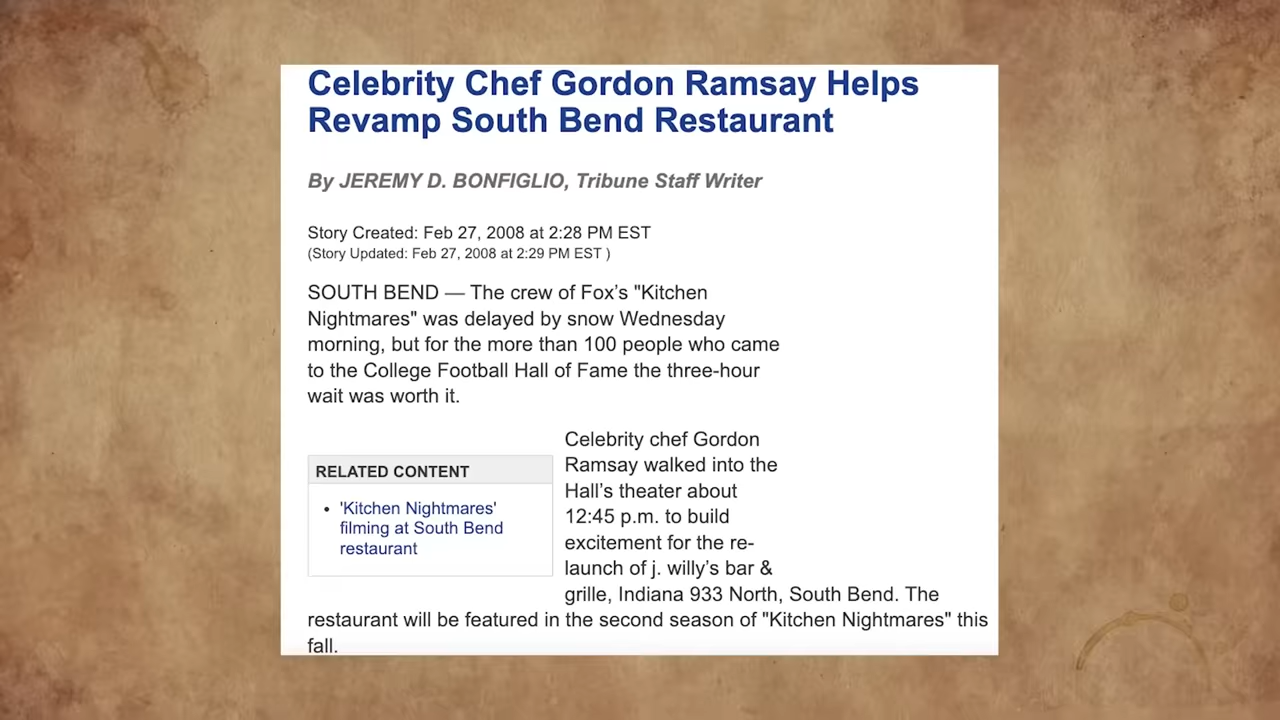 Celebrity Chef Gordon Ramsay Helps
Revamp South Bend Restaurant
By JEREMY D. BONFIGLIO, Tribune Staff Writer
Story Created: Feb 27, 2008 at 2:28 PM EST
(Story Updated: Feb 27, 2008 at 2:29 PM EST )
SOUTH BEND — The crew of Fox’s "Kitchen
Nightmares" was delayed by snow Wednesday
morning, but for the more than 100 people who came
to the College Football Hall of Fame the three-hour
wait was worth it.
RELATED CONTENT
• 'Kitchen Nightmares'
filming at South Bend
restaurant
Celebrity chef Gordon
Ramsay walked into the
Hall’s theater about
12:45 p.m. to build
excitement for the re-
launch of j. willy’s bar &
grille, Indiana 933 North, South Bend. The
restaurant will be featured in the second season of "Kitchen Nightmares" this
fall.